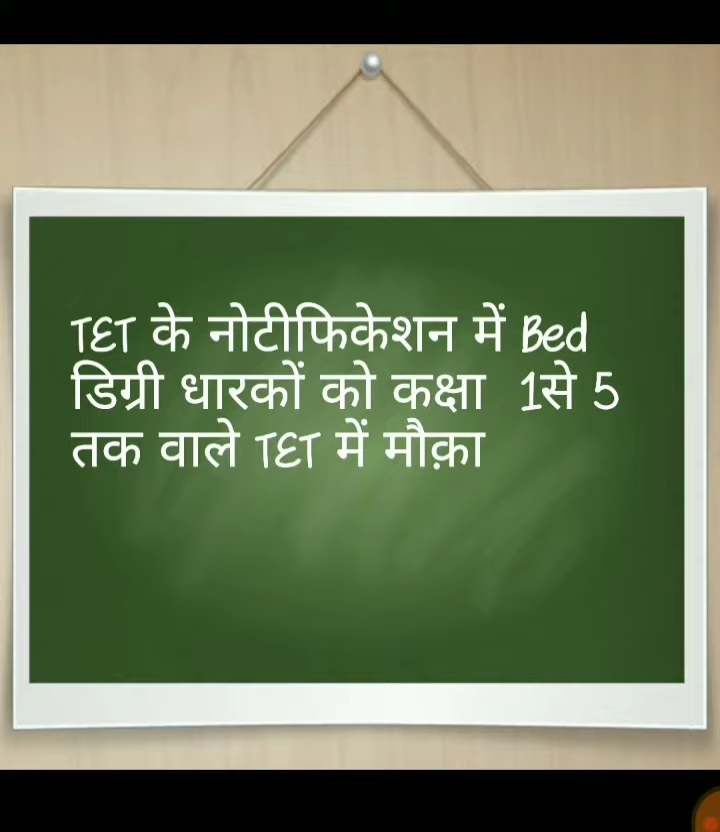 TET के नोटीफिकेशन में Bed
डिग्री धारकों को कक्षा 1से 5
तक वाले TET में मौक़ा